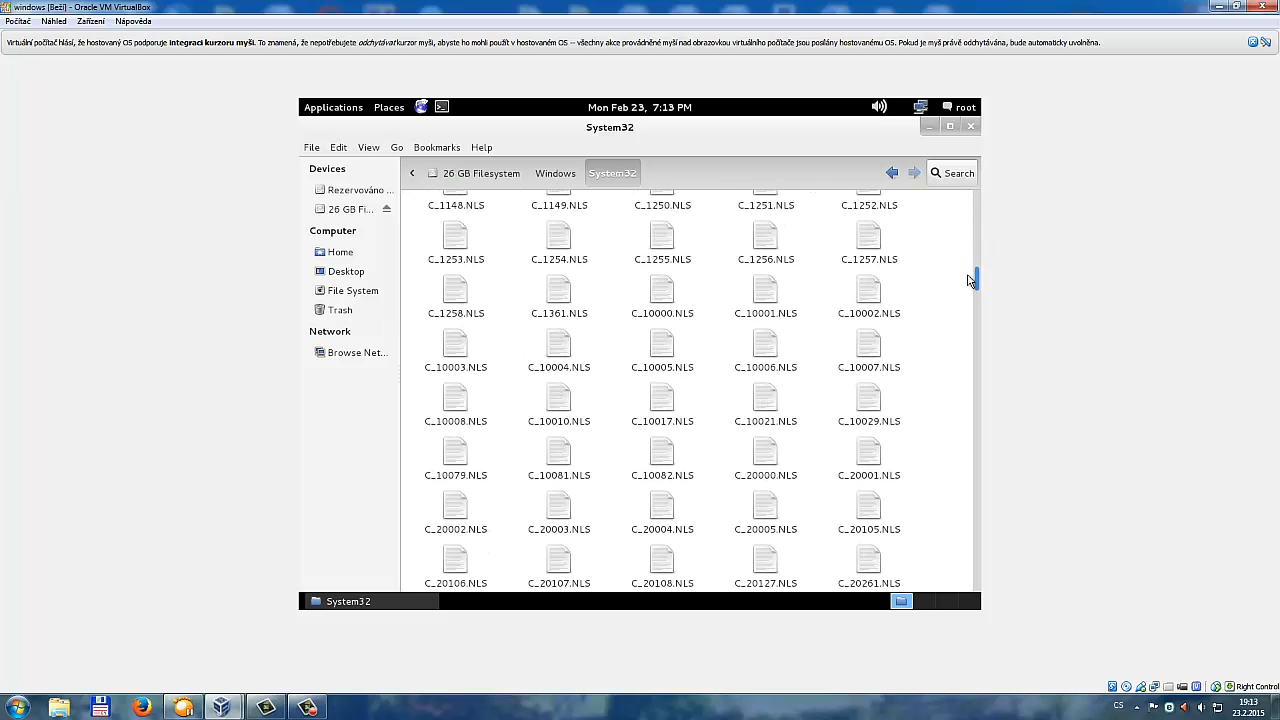 windows [Beží] - Oracle VM VirtualBox
Počítač Náhled Zařízení Nápověda
Virtuální počítač hlásí, že hostovaný OS podporuje Integraci kurzoru myši. To znamená, že nepotřebujete odchytávat kurzor myši, abyste ho mohli použít v hostovaném OS -- všechny akce prováděné myší nad obrazovkou virtuálního počítače jsou posílány hostovanému OS. Pokud je myš právě odchytávána, bude automaticky uvolněna.
Applications Places Mon Feb 23, 7:13 PM root
System32
File Edit View Go Bookmarks Help
Devices
Rezervováno ...
26 GB Fi...
Computer
Home
Desktop
File System
Trash
Network
Browse Net...
26 GB Filesystem Windows System32 Search
C_1148.NLS C_1149.NLS C_1250.NLS C_1251.NLS C_1252.NLS
C_1253.NLS C_1254.NLS C_1255.NLS C_1256.NLS C_1257.NLS
C_1258.NLS C_1361.NLS C_10000.NLS C_10001.NLS C_10002.NLS
C_10003.NLS C_10004.NLS C_10005.NLS C_10006.NLS C_10007.NLS
C_10008.NLS C_10010.NLS C_10017.NLS C_10021.NLS C_10029.NLS
C_10079.NLS C_10081.NLS C_10082.NLS C_20000.NLS C_20001.NLS
C_20002.NLS C_20003.NLS C_20004.NLS C_20005.NLS C_20105.NLS
C_20106.NLS C_20107.NLS C_20108.NLS C_20127.NLS C_20261.NLS
System32
Right Control
CS 19:13
23.2.2015